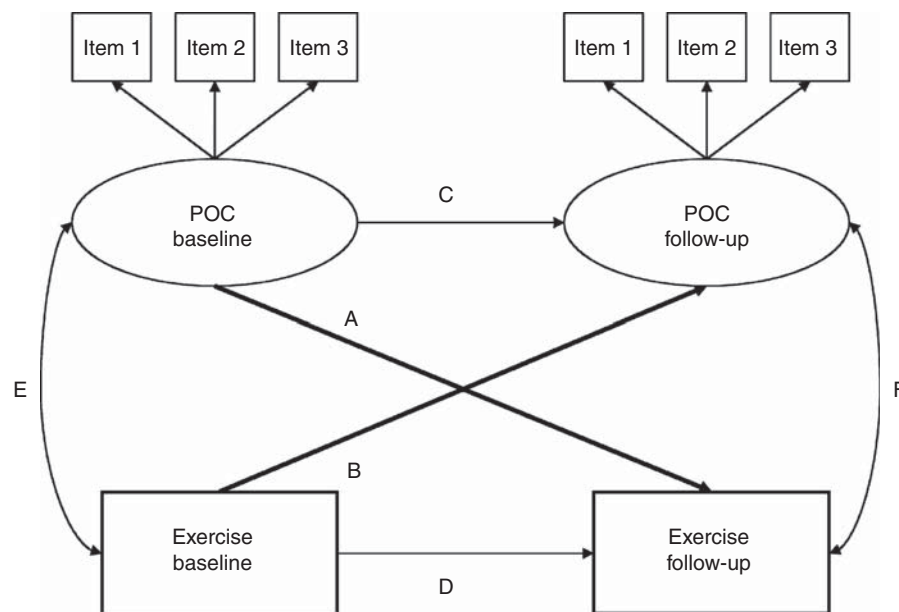 Item 1
Item 2
Item 3
Item 1
Item 2
Item 3
POC
baseline
C
POC
follow-up
A
E
F
B
Exercise
baseline
D
Exercise
follow-up